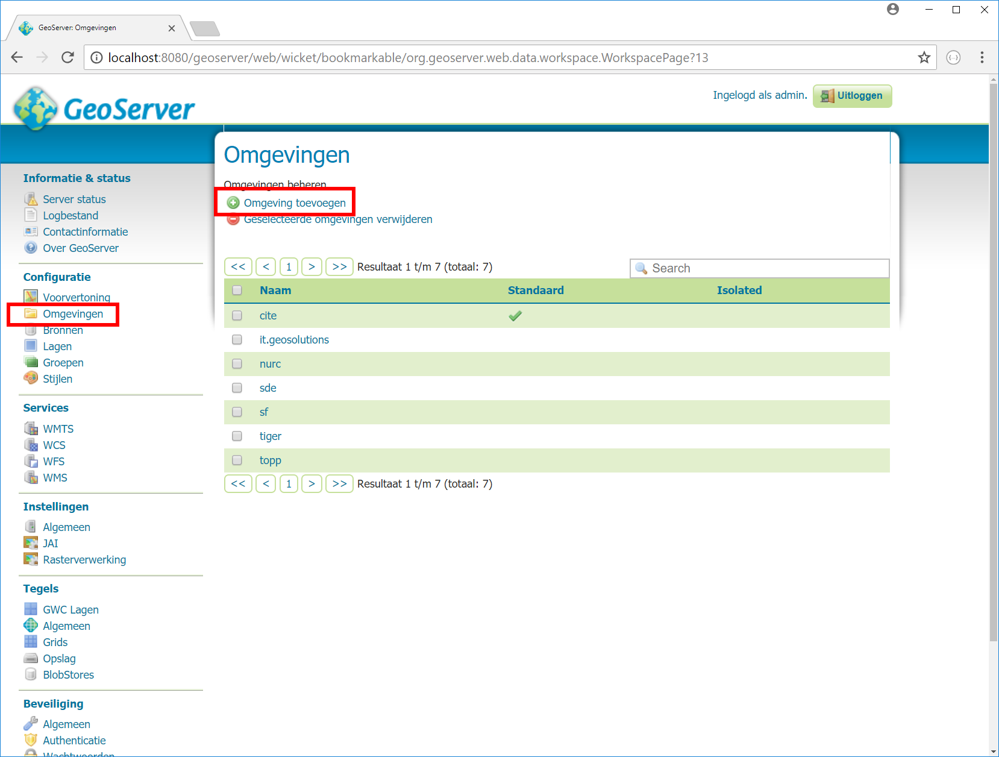 GeoServer: Omgevingen
localhost:8080/geoserver/web/wicket/bookmarkable/org.geoserver.web.data.workspace.WorkspacePage?13
GeoServer
Ingelogd als admin.
Uitloggen
Informatie & status
Server status
Logbestand
Contactinformatie
Over GeoServer
Configuratie
Voorvertoning
Omgevingen
Bronnen
Lagen
Groepen
Stijlen
Services
WMTS
WCS
WFS
WMS
Instellingen
Algemeen
JAI
Rasterverwerking
Tegels
GWC Lagen
Algemeen
Grids
Opslag
BlobStores
Beveiliging
Algemeen
Authenticatie
Wachtwoorden
Omgevingen
Omgevingen beheren
Omgeving toevoegen
Geselecteerde omgevingen verwijderen
<< < 1 > >> Resultaat 1 t/m 7 (totaal: 7)
Search
Naam Standaard Isolated
cite
it.geosolutions
nurc
sde
sf
tiger
topp
<< < 1 > >> Resultaat 1 t/m 7 (totaal: 7)